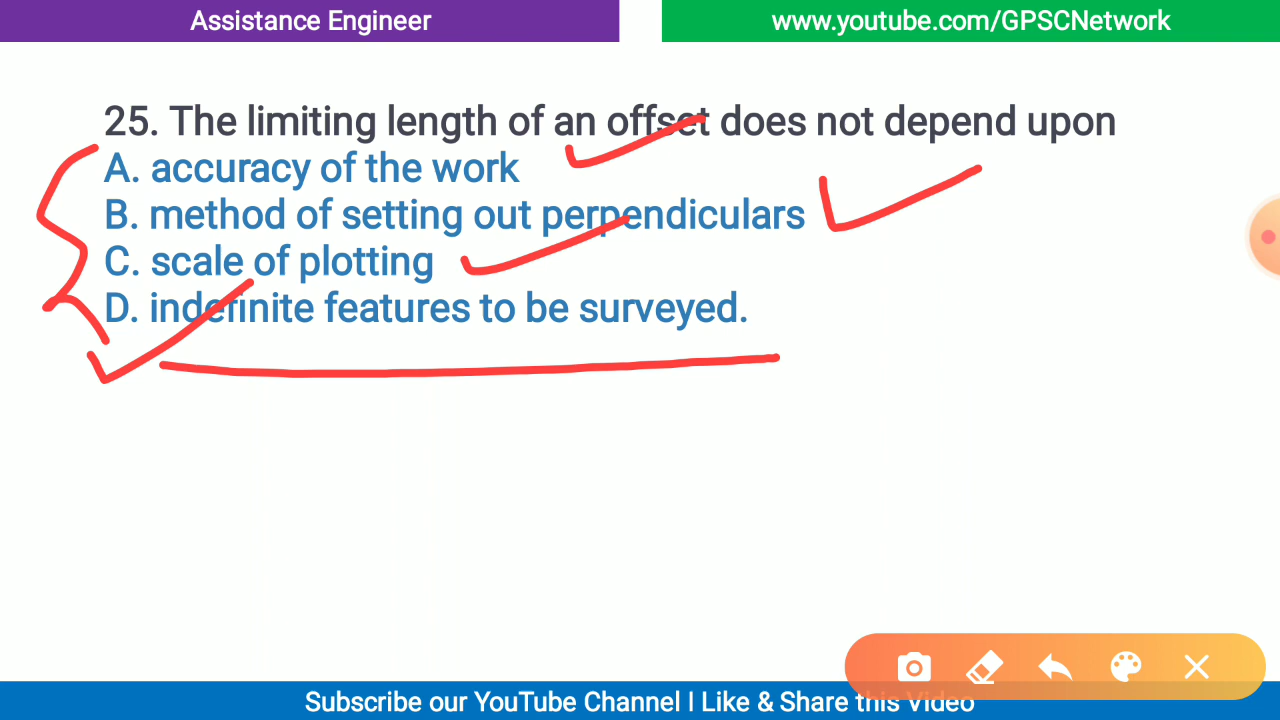 Assistance Engineer
www.youtube.com/GPSCNetwork
25. The limiting length of an offset does not depend upon
A. accuracy of the work
B. method of setting out perpendiculars
C. scale of plotting
D. indefinite features to be surveyed.
Subscribe our YouTube Channel l Like & Share this Video